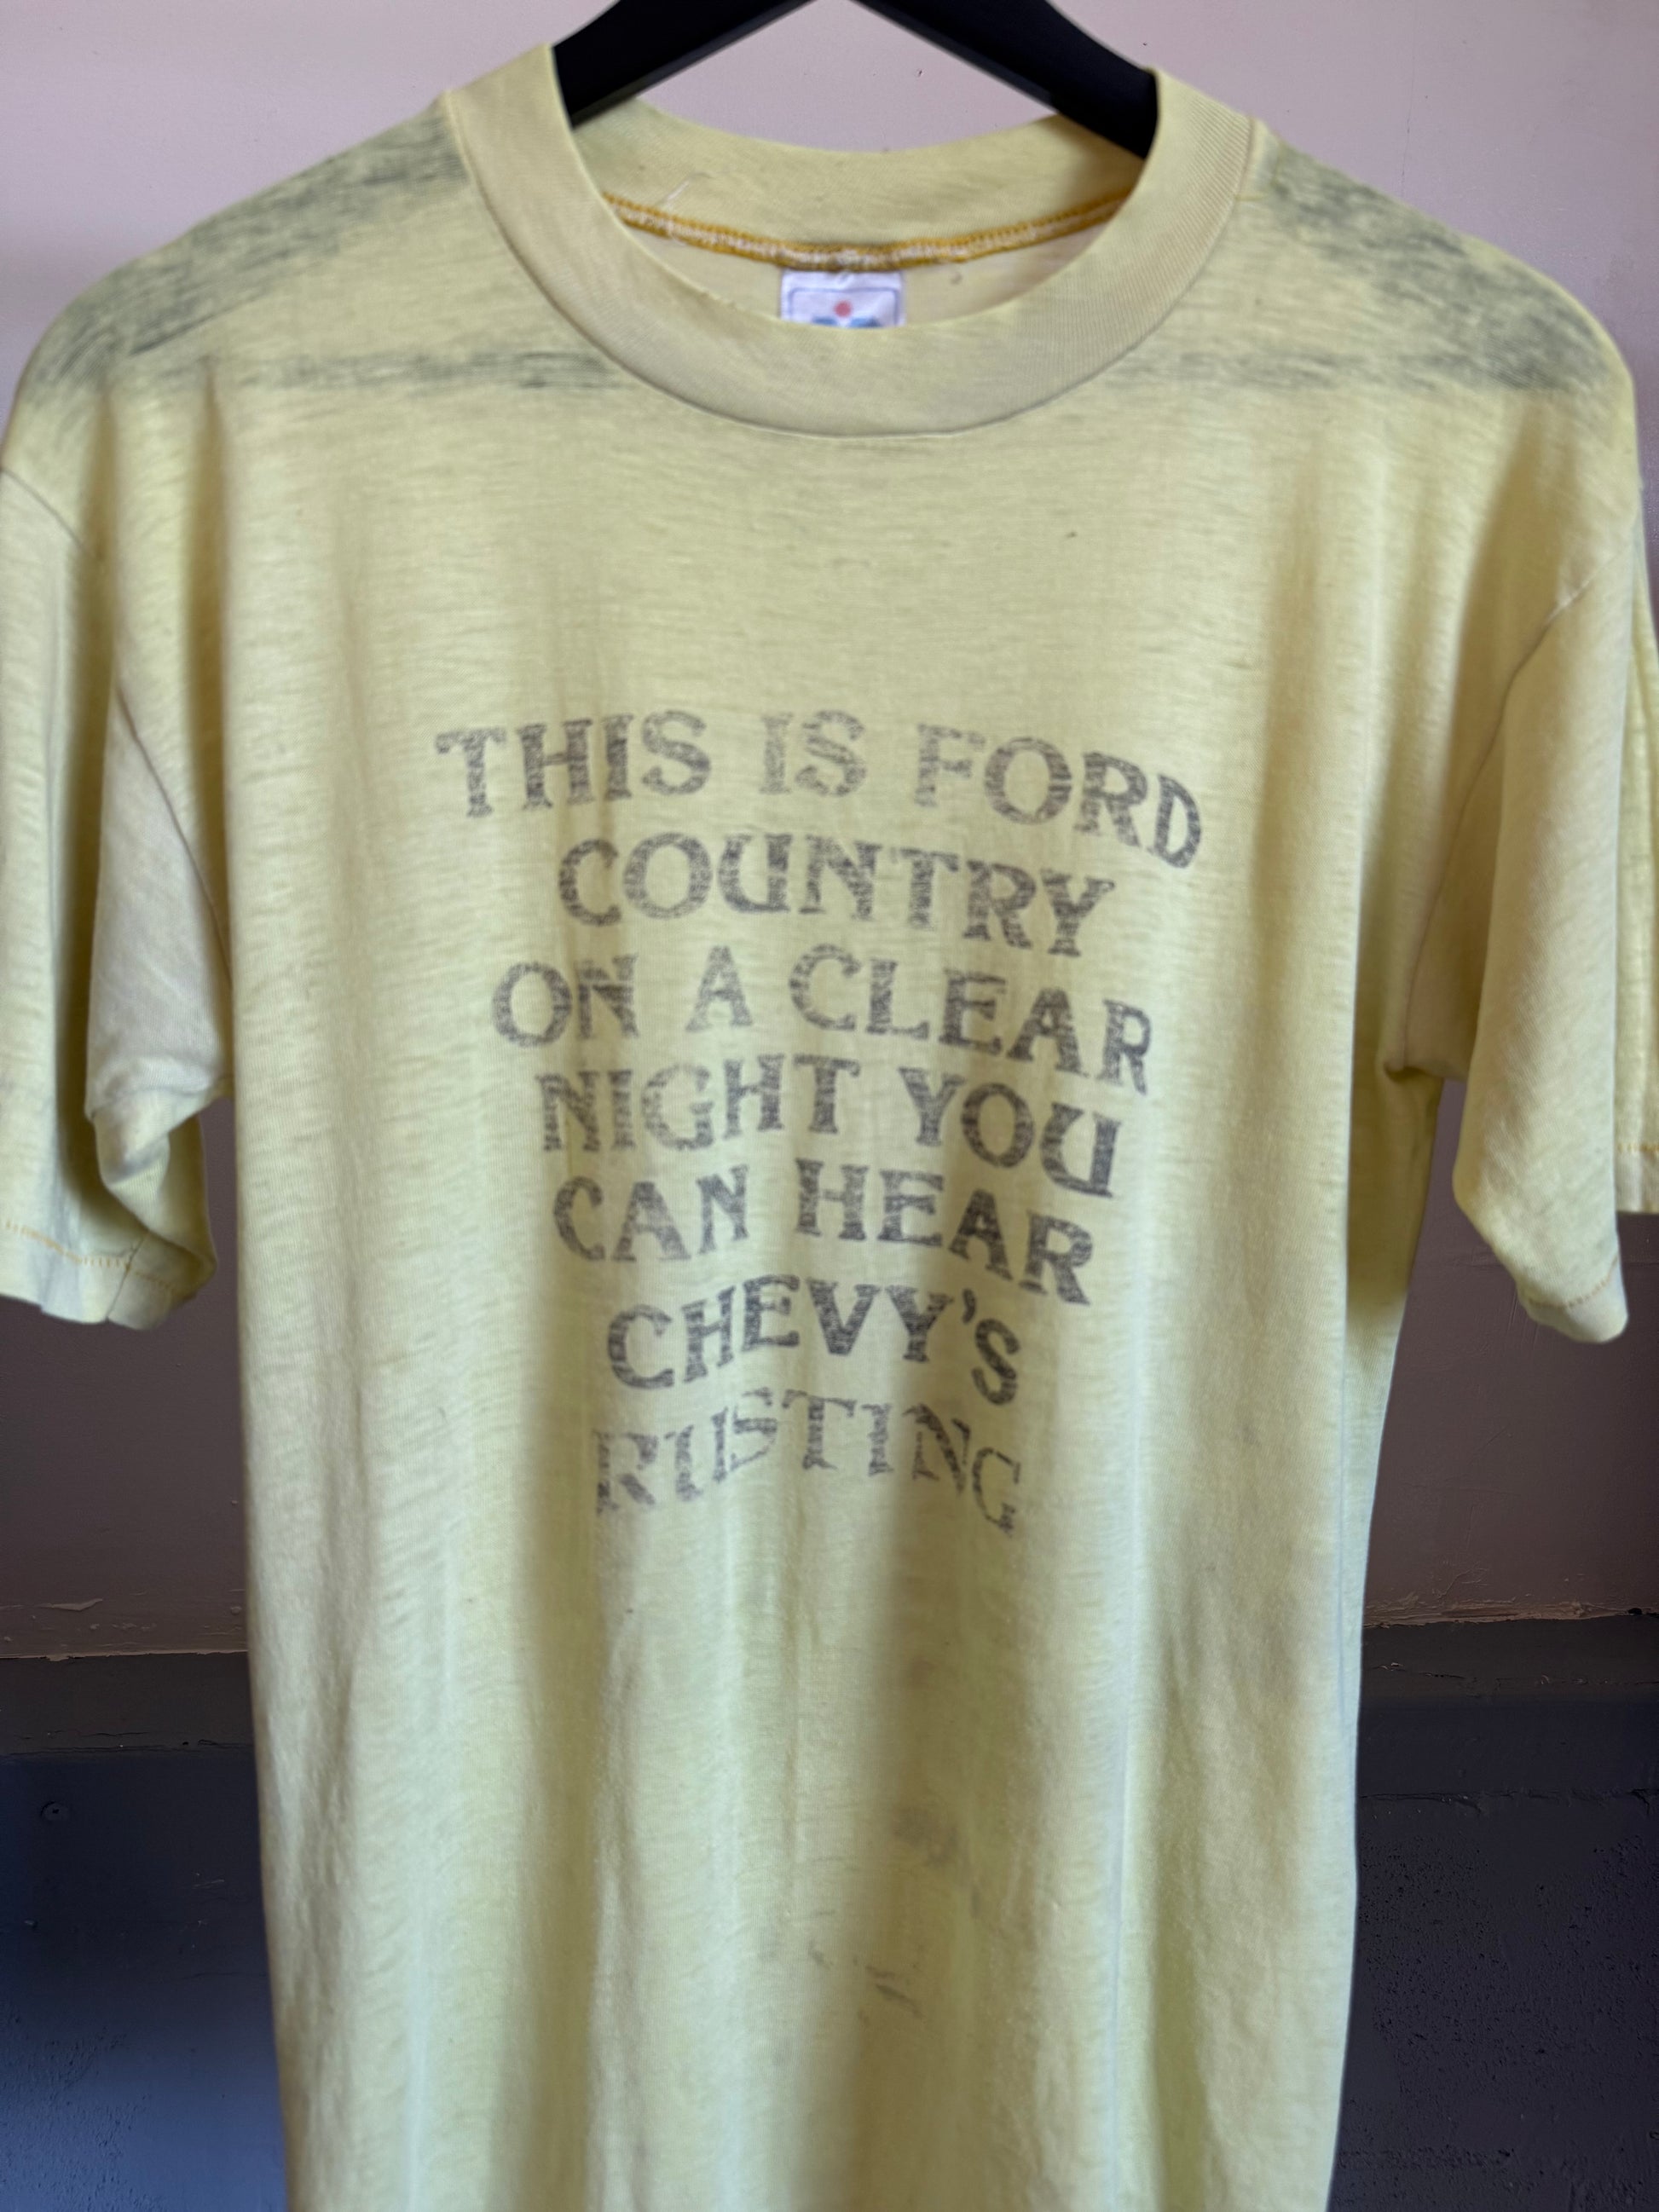 THIS IS FORD
COUNTRY
ON A CLEAR
NIGHT YOU
CAN HEAR
CHEVY'S
RUSTING